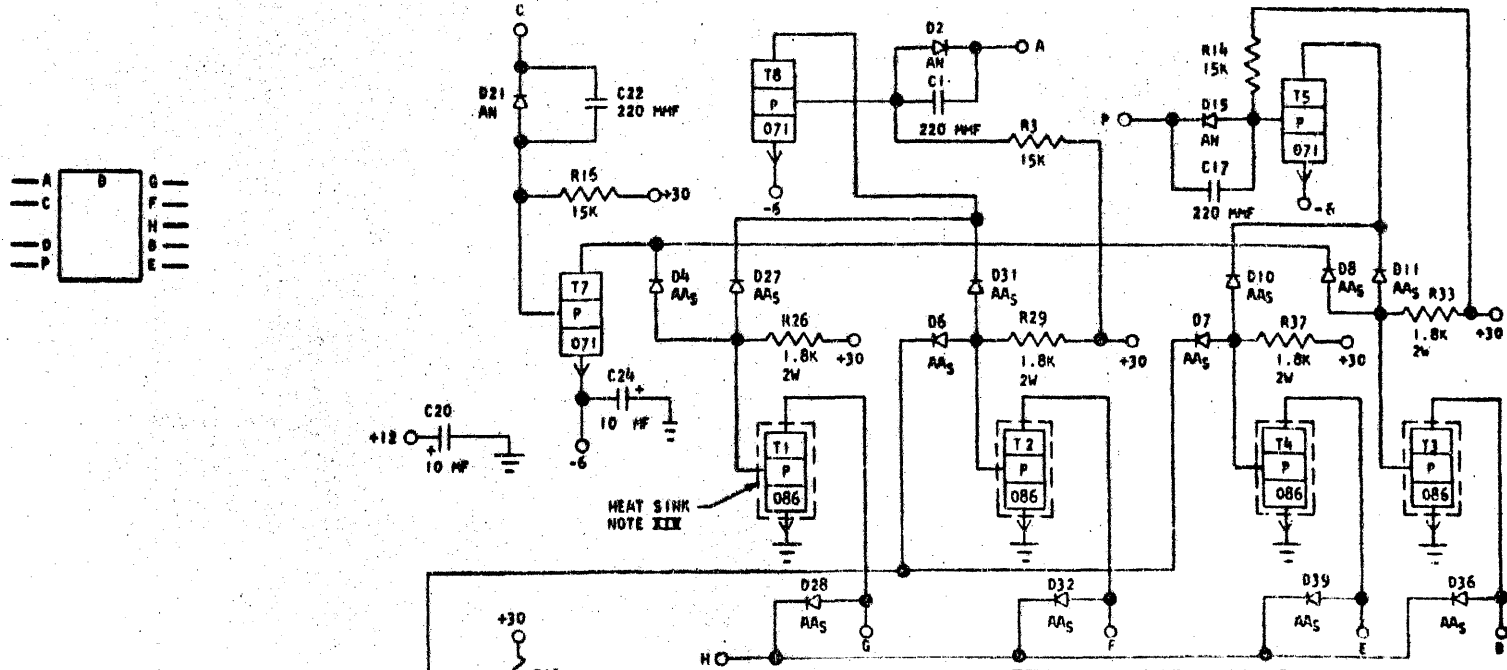 C
D21
AN
C22
220 MMF
R15
15K
+30
T8
P
071
-6
D2
AN
A
C1
220 MMF
R3
15K
R14
15K
P
D15
AN
C17
220 MMF
T5
P
071
-6
A
C
D
P
D
G
F
H
B
E
T7
P
071
C24
+
10 MF
-6
C20
+12
+
10 MF
D4
AAS
D27
AAS
R26
1.8K
2W
+30
D6
AAS
D31
AAS
R29
1.8K
2W
+30
D7
AAS
D10
AAS
R37
1.8K
2W
+30
D8
AAS
D11
AAS
R33
1.8K
2W
+30
T1
P
086
T2
P
086
T4
P
086
T3
P
086
HEAT SINK
NOTE XIV
D28
AAS
G
D32
AAS
F
D39
AAS
E
D36
AAS
B
H
+30